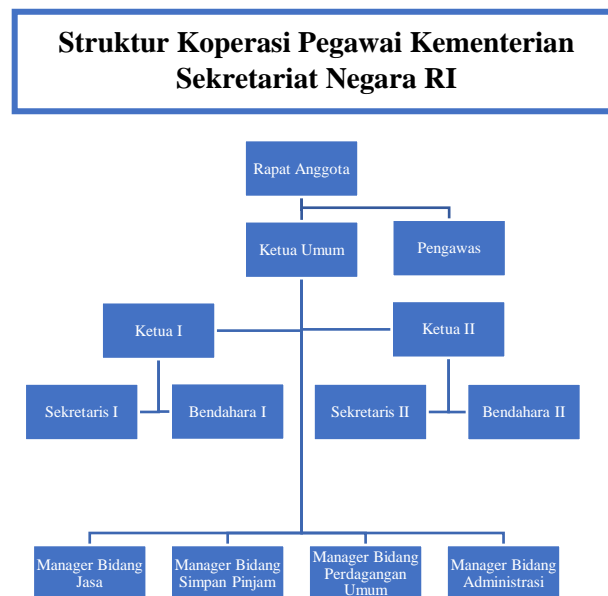 Struktur Koperasi Pegawai Kementerian
Sekretariat Negara RI
Rapat Anggota
Ketua Umum
Pengawas
Ketua I
Ketua II
Sekretaris I
Bendahara I
Sekretaris II
Bendahara II
Manager Bidang
Jasa
Manager Bidang
Simpan Pinjam
Manager Bidang
Perdagangan
Umum
Manager Bidang
Administrasi